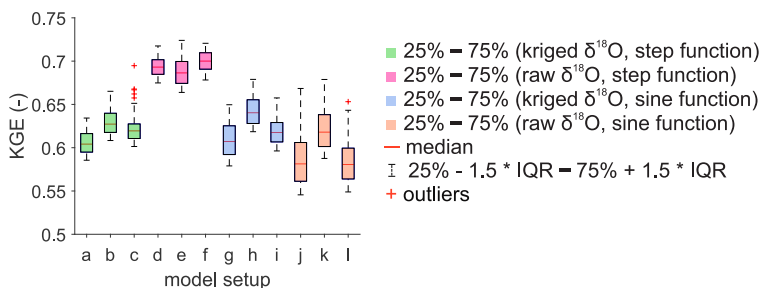 0.75
0.7
0.65
0.6
0.55
0.5
KGE (-)
a b c d e f g h i j k l
model setup
25% – 75% (kriged δ¹⁸O, step function)
25% – 75% (raw δ¹⁸O, step function)
25% – 75% (kriged δ¹⁸O, sine function)
25% – 75% (raw δ¹⁸O, sine function)
median
25% - 1.5 * IQR – 75% + 1.5 * IQR
outliers